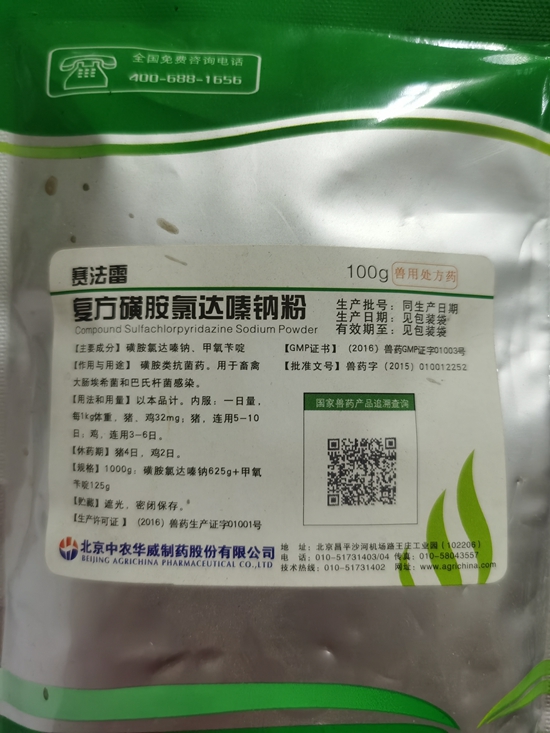 全国免费咨询电话
400-688-1656
赛法雷
100g 兽用处方药
复方磺胺氯达嗪钠粉
Compound Sulfachlorpyridazine Sodium Powder
生产批号：同生产日期
生产日期：见包装袋
有效期至：见包装袋
【主要成分】磺胺氯达嗪钠，甲氧苄啶
【GMP证书】（2016）兽药GMP证字01003号
【作用与用途】磺胺类抗菌药。用于畜禽
大肠埃希菌和巴氏杆菌感染。
【批准文号】兽药字（2015）010012252
【用法和用量】以本品计。内服：一日量，
每1kg体重，猪、鸡32mg；猪，连用5-10
日；鸡，连用3-6日。
【休药期】猪4日，鸡2日。
【规格】1000g：磺胺氯达嗪钠625g+甲氧
苄啶125g
【贮藏】遮光，密闭保存。
【生产许可证】（2016）兽药生产证字01001号
国家兽药产品追溯查询
北京中农华威制药股份有限公司
BEIJING AGRICHINA PHARMACEUTICAL CO.,LTD
地 址：北京昌平沙河机场路王庄工业园（102206）
电 话：010-51731403/04 传真：010-58043557
技术热线：010-51731402 网址：www.agrichina.com